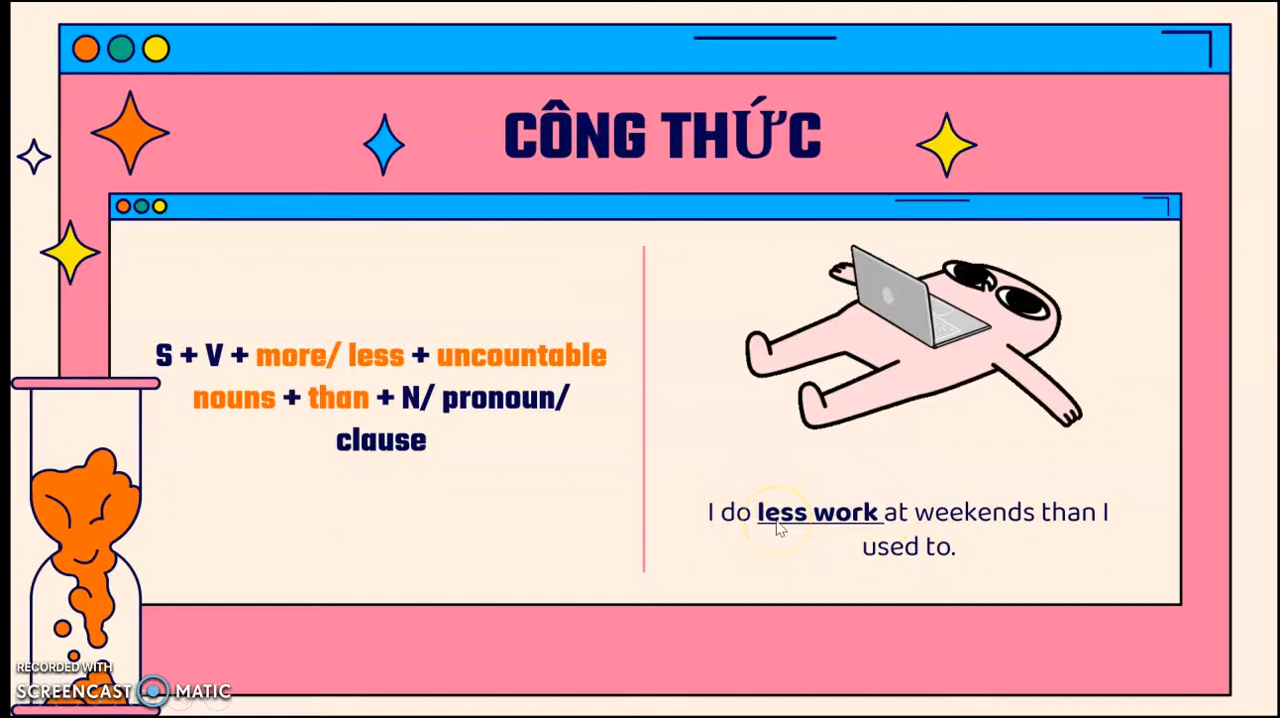 CÔNG THỨC
S + V + more/ less + uncountable
nouns + than + N/ pronoun/
clause
I do less work at weekends than I
used to.
RECORDED WITH
SCREENCAST MATIC